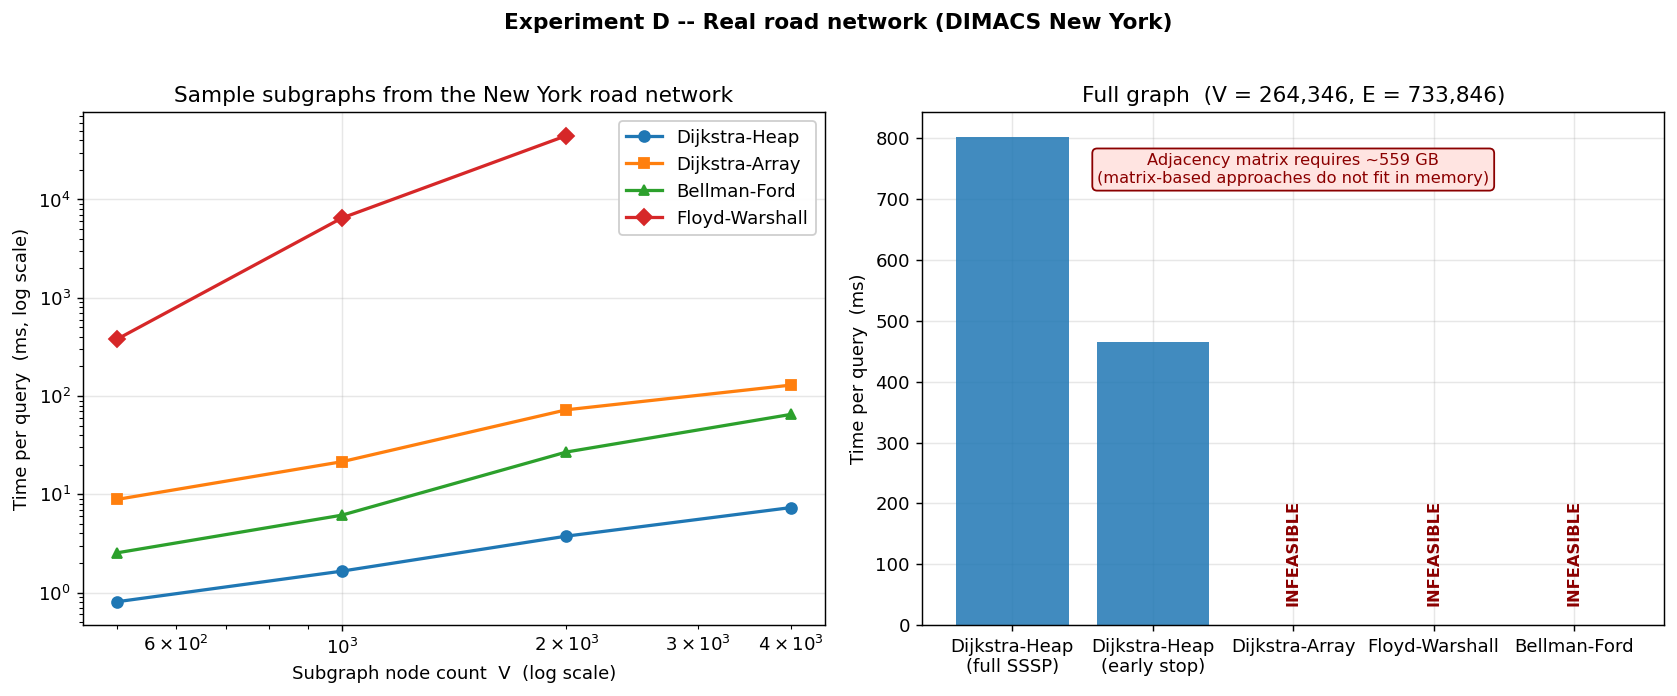 Experiment D -- Real road network (DIMACS New York)
Sample subgraphs from the New York road network
Time per query  (ms, log scale)
10⁴
10³
10²
10¹
10⁰
Dijkstra-Heap
Dijkstra-Array
Bellman-Ford
Floyd-Warshall
6 × 10²
10³
2 × 10³
3 × 10³
4 × 10³
Subgraph node count  V  (log scale)
Full graph  (V = 264,346, E = 733,846)
Time per query  (ms)
800
700
600
500
400
300
200
100
0
Adjacency matrix requires ~559 GB
(matrix-based approaches do not fit in memory)
INFEASIBLE
INFEASIBLE
INFEASIBLE
Dijkstra-Heap
(full SSSP)
Dijkstra-Heap
(early stop)
Dijkstra-Array
Floyd-Warshall
Bellman-Ford